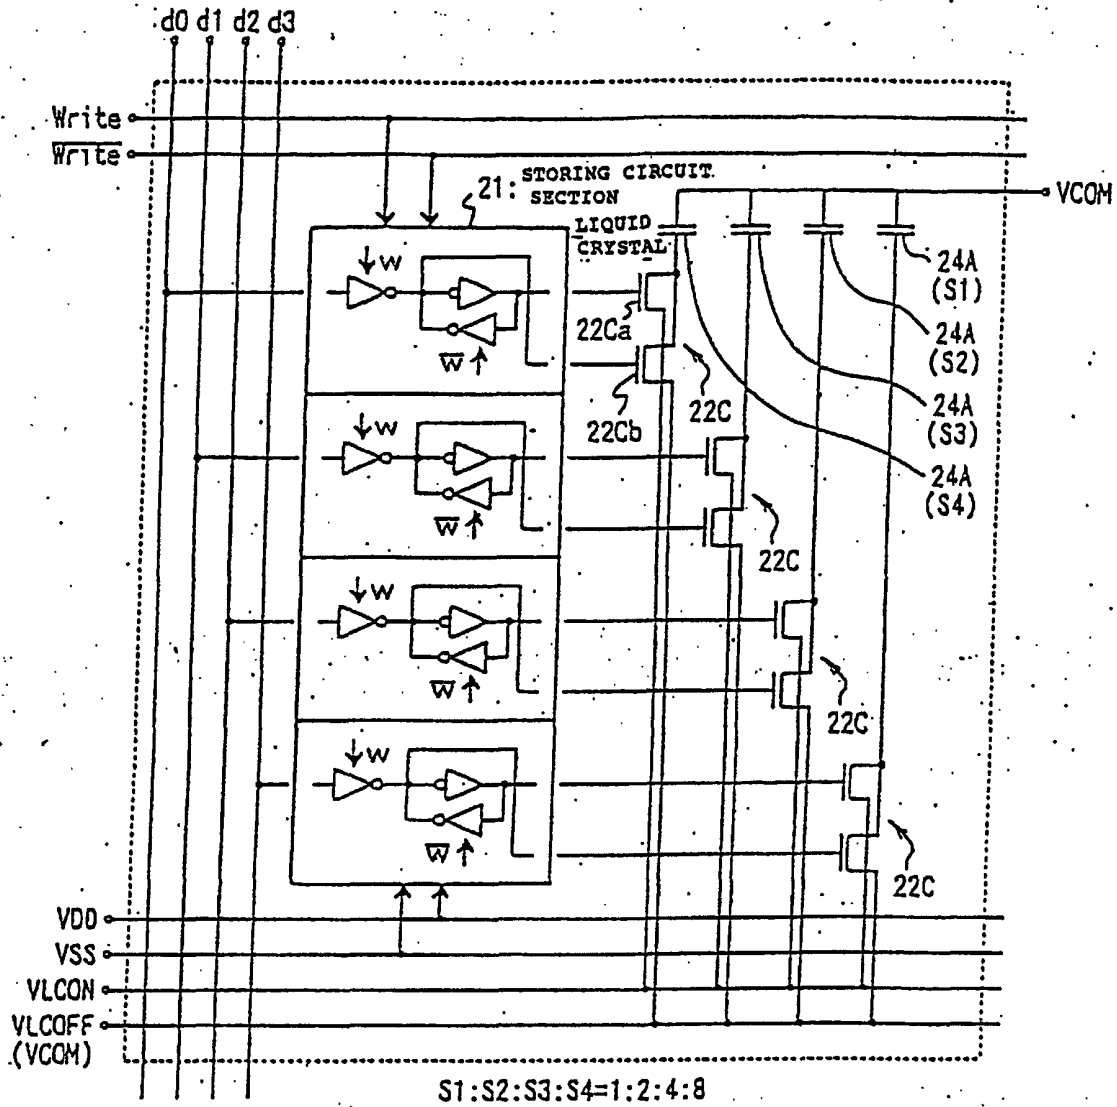 d0 d1 d2 d3
Write
Write
VCOM
21: STORING CIRCUIT
SECTION
LIQUID
CRYSTAL
24A
(S1)
24A
(S2)
24A
(S3)
24A
(S4)
W
W
22Ca
22Cb
22C
W
W
22C
W
W
22C
W
W
22C
VDD
VSS
VLCON
VLCOFF
(VCOM)
S1:S2:S3:S4=1:2:4:8